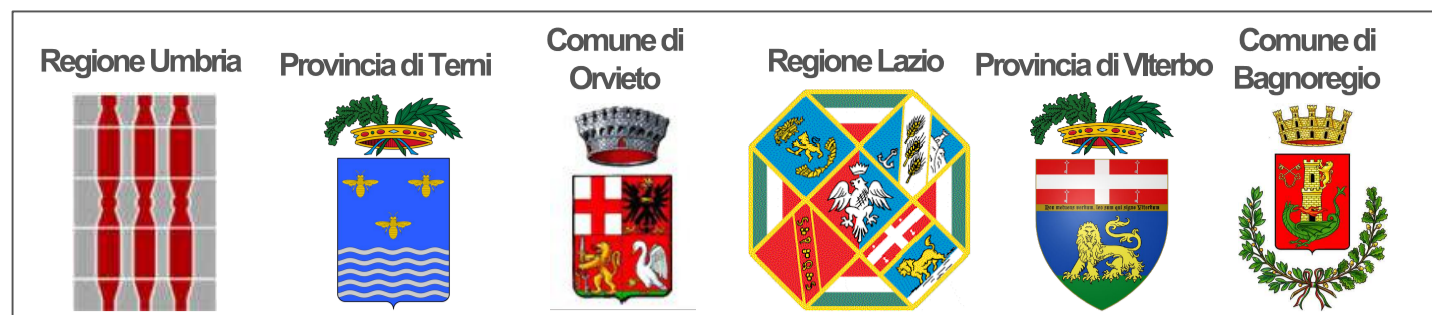 Regione Umbria
Provincia di Terni
Comune di
Orvieto
Regione Lazio
Provincia di VIterbo
Comune di
Bagnoregio